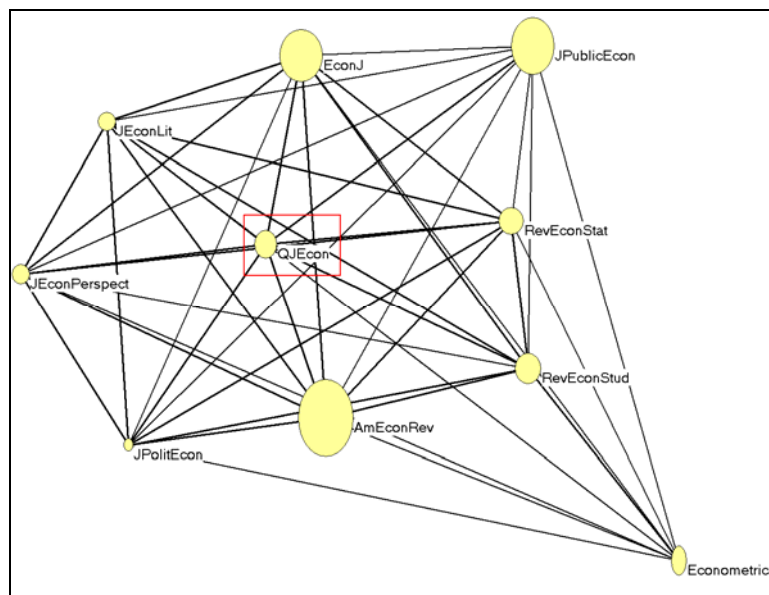 EconJ
JPublicEcon
JEconLit
RevEconStat
QJEcon
JEconPerspect
RevEconStud
AmEconRev
JPolitEcon
Econometric